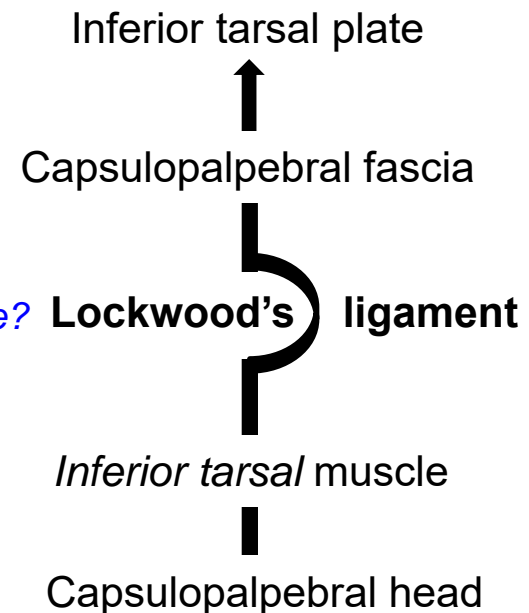 Inferior tarsal plate
Capsulopalpebral fascia
e? Lockwood's ligament
Inferior tarsal muscle
Capsulopalpebral head